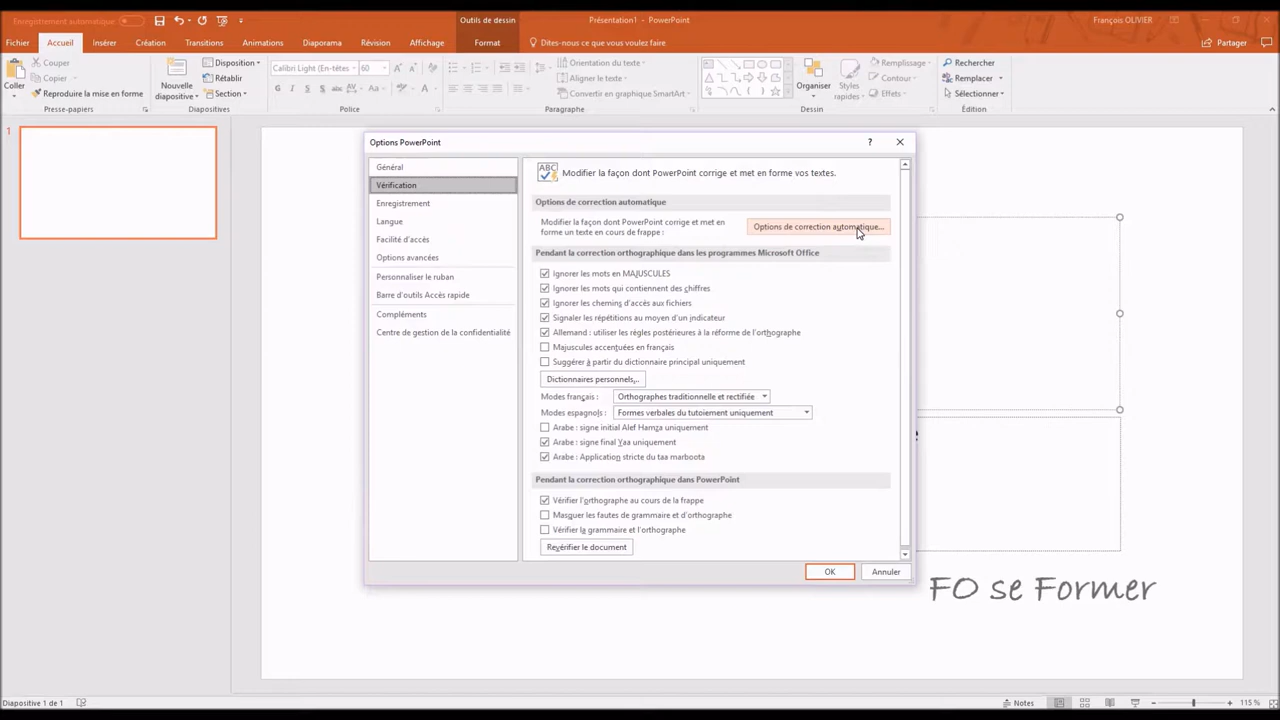 Enregistrement automatique
Outils de dessin
Présentation1 - PowerPoint
François OLIVIER
Fichier Accueil Insérer Création Transitions Animations Diaporama Révision Affichage Format Dites-nous ce que vous voulez faire Partager
Coller
Couper
Copier
Reproduire la mise en forme
Presse-papiers
Nouvelle
diapositive
Disposition
Rétablir
Section
Diapositives
Calibri Light (En-têtes 60
G I S abc AV Aa A
Police
Orientation du texte
Aligner le texte
Convertir en graphique SmartArt
Paragraphe
Organiser
Styles
rapides
Remplissage
Contour
Effets
Dessin
Rechercher
Remplacer
Sélectionner
Édition
1
Options PowerPoint
Général
Vérification
Enregistrement
Langue
Facilité d'accès
Options avancées
Personnaliser le ruban
Barre d'outils Accès rapide
Compléments
Centre de gestion de la confidentialité
ABC
Modifier la façon dont PowerPoint corrige et met en forme vos textes.
Options de correction automatique
Modifier la façon dont PowerPoint corrige et met en
forme un texte en cours de frappe :
Options de correction automatique...
Pendant la correction orthographique dans les programmes Microsoft Office
Ignorer les mots en MAJUSCULES
Ignorer les mots qui contiennent des chiffres
Ignorer les chemins d'accès aux fichiers
Signaler les répétitions au moyen d'un indicateur
Allemand : utiliser les règles postérieures à la réforme de l'orthographe
Majuscules accentuées en français
Suggérer à partir du dictionnaire principal uniquement
Dictionnaires personnels...
Modes français : Orthographes traditionnelle et rectifiée
Modes espagnols : Formes verbales du tutoiement uniquement
Arabe : signe initial Alef Hamza uniquement
Arabe : signe final Yaa uniquement
Arabe : Application stricte du taa marboota
Pendant la correction orthographique dans PowerPoint
Vérifier l'orthographe au cours de la frappe
Masquer les fautes de grammaire et d'orthographe
Vérifier la grammaire et l'orthographe
Revérifier le document
OK Annuler
FO se Former
Diapositive 1 de 1
Notes
115 %